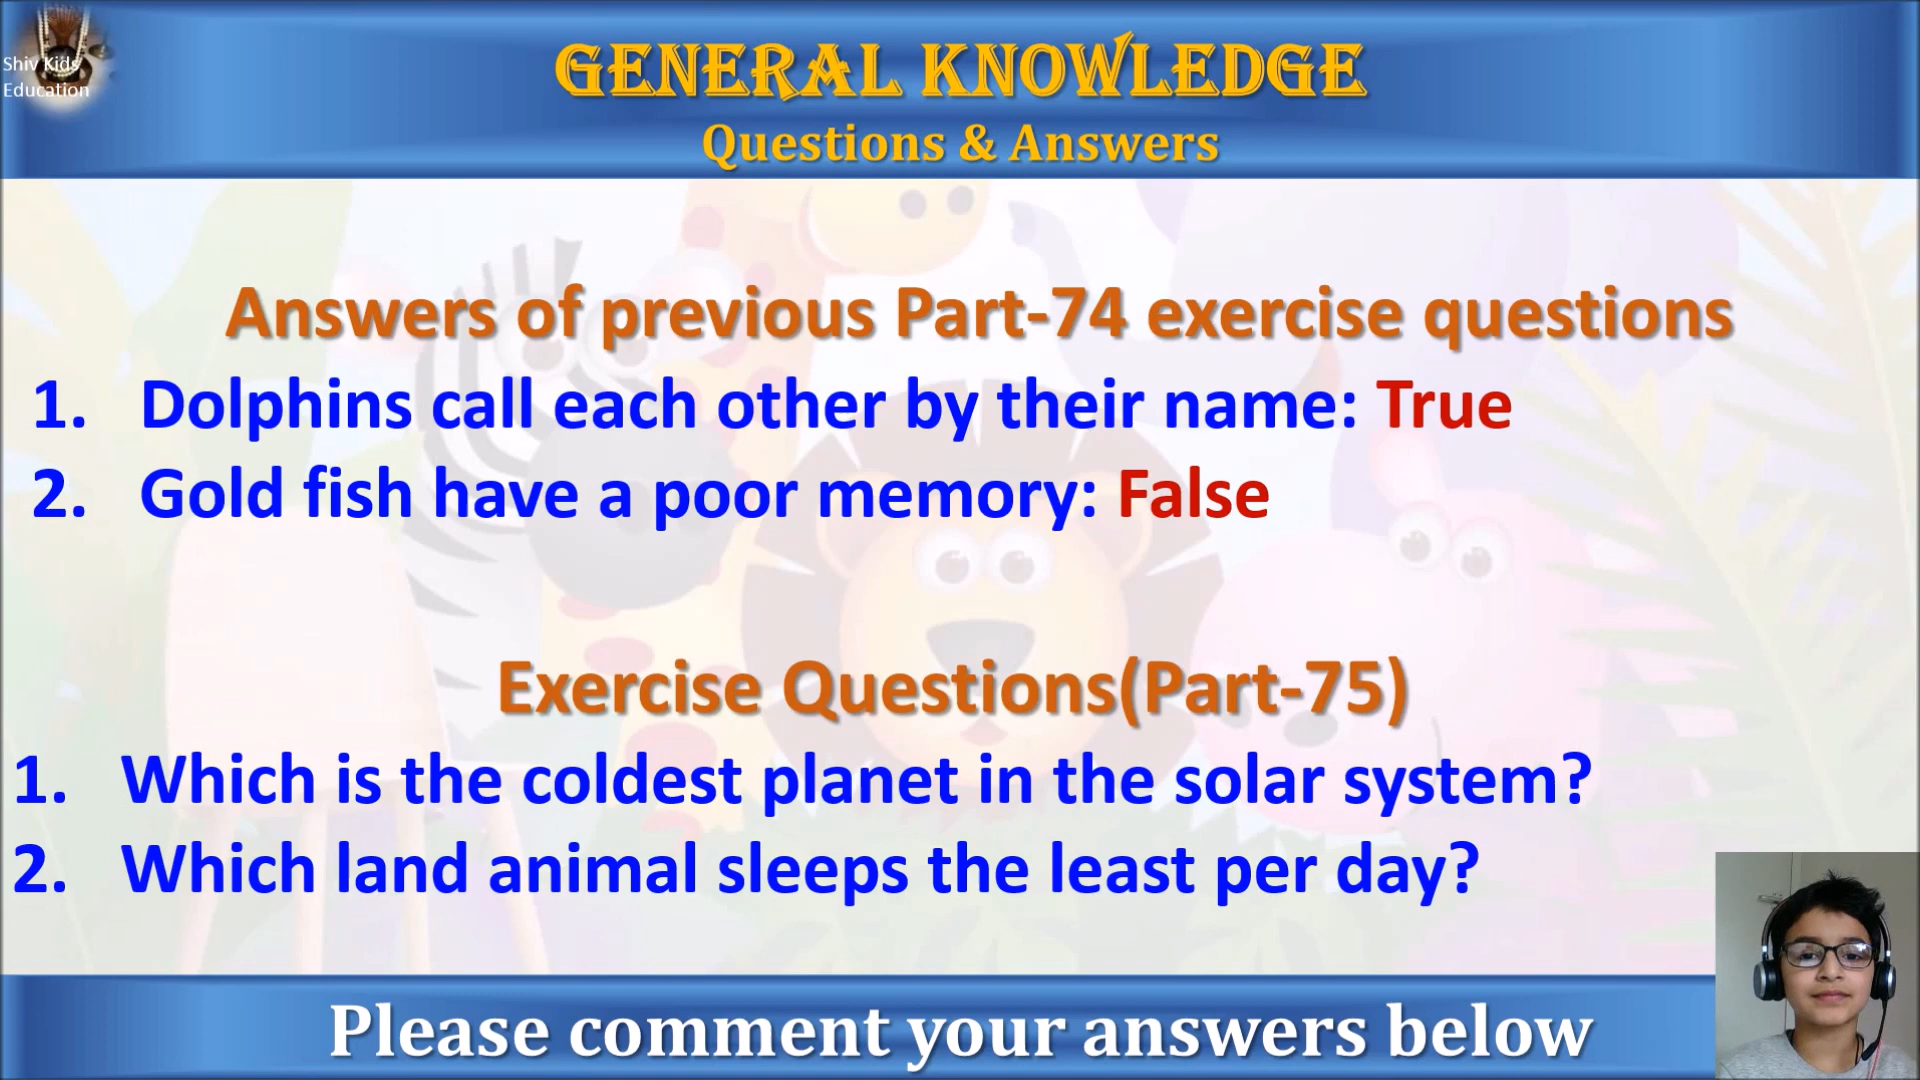 Shiv Kids
Education
GENERAL KNOWLEDGE
Questions & Answers
Answers of previous Part-74 exercise questions
1. Dolphins call each other by their name: True
2. Gold fish have a poor memory: False
Exercise Questions(Part-75)
1. Which is the coldest planet in the solar system?
2. Which land animal sleeps the least per day?
Please comment your answers below